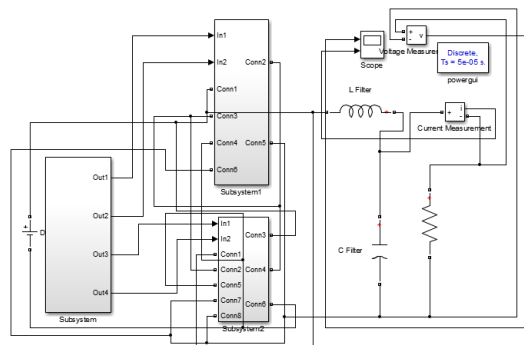 In1
In2
Conn1
Conn3
Conn4
Conn6
Conn2
Conn5
Subsystem1
Out1
Out2
Out3
Out4
Subsystem
D
In1
In2
Conn1
Conn2
Conn5
Conn7
Conn8
Conn3
Conn4
Conn6
Subsystem2
Scope
+
-
v
Voltage Measur
Discrete,
Ts = 5e-05 s.
powergui
L Filter
+
i
-
Current Measurement
C Filter